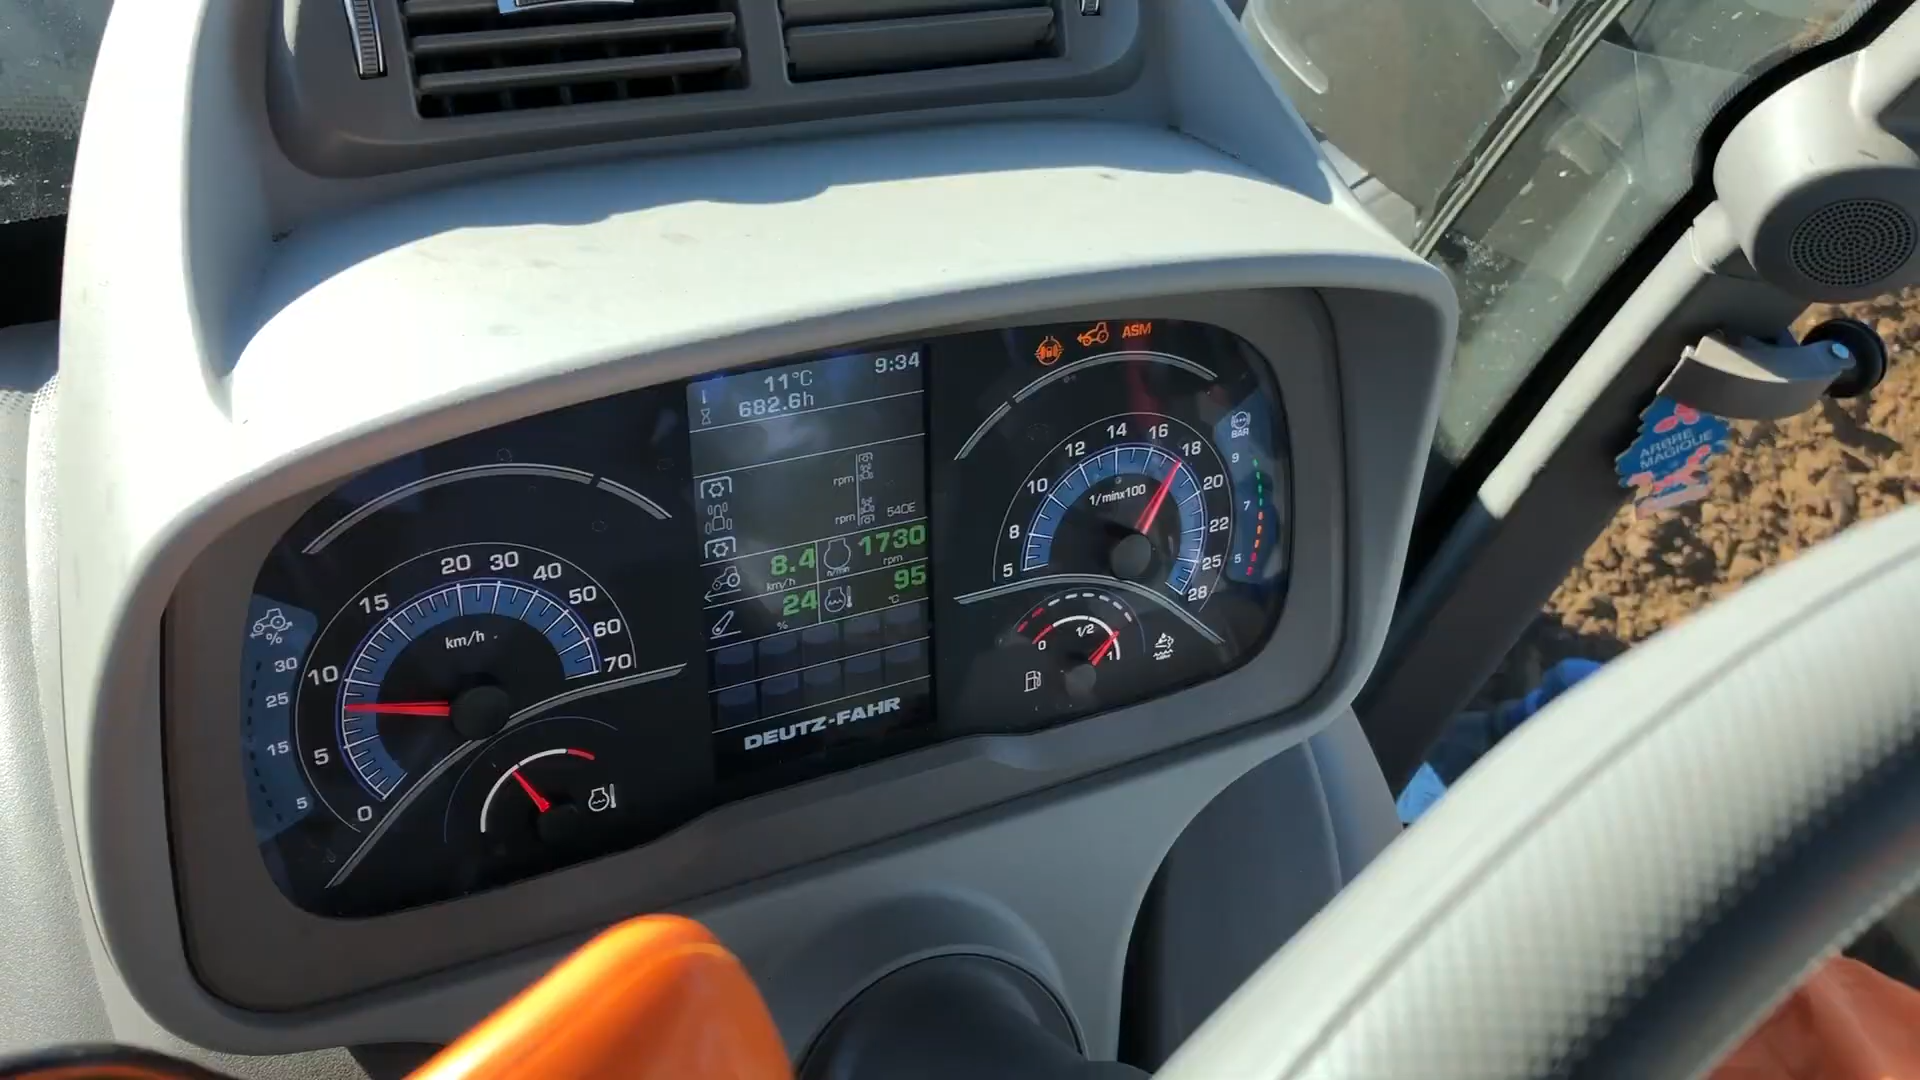 11°C
9:34
682.6h
rpm
rpm
540E
8.4
km/h
1730
rpm
n/min
24
%
95
°C
DEUTZ-FAHR
%
30
25
15
5
0
5
10
15
20
30
40
50
60
70
km/h
ASM
5
8
10
12
14
16
18
20
22
25
28
1/minx100
BAR
9
7
5
0
1/2
1
ARBRE
MAGIQUE